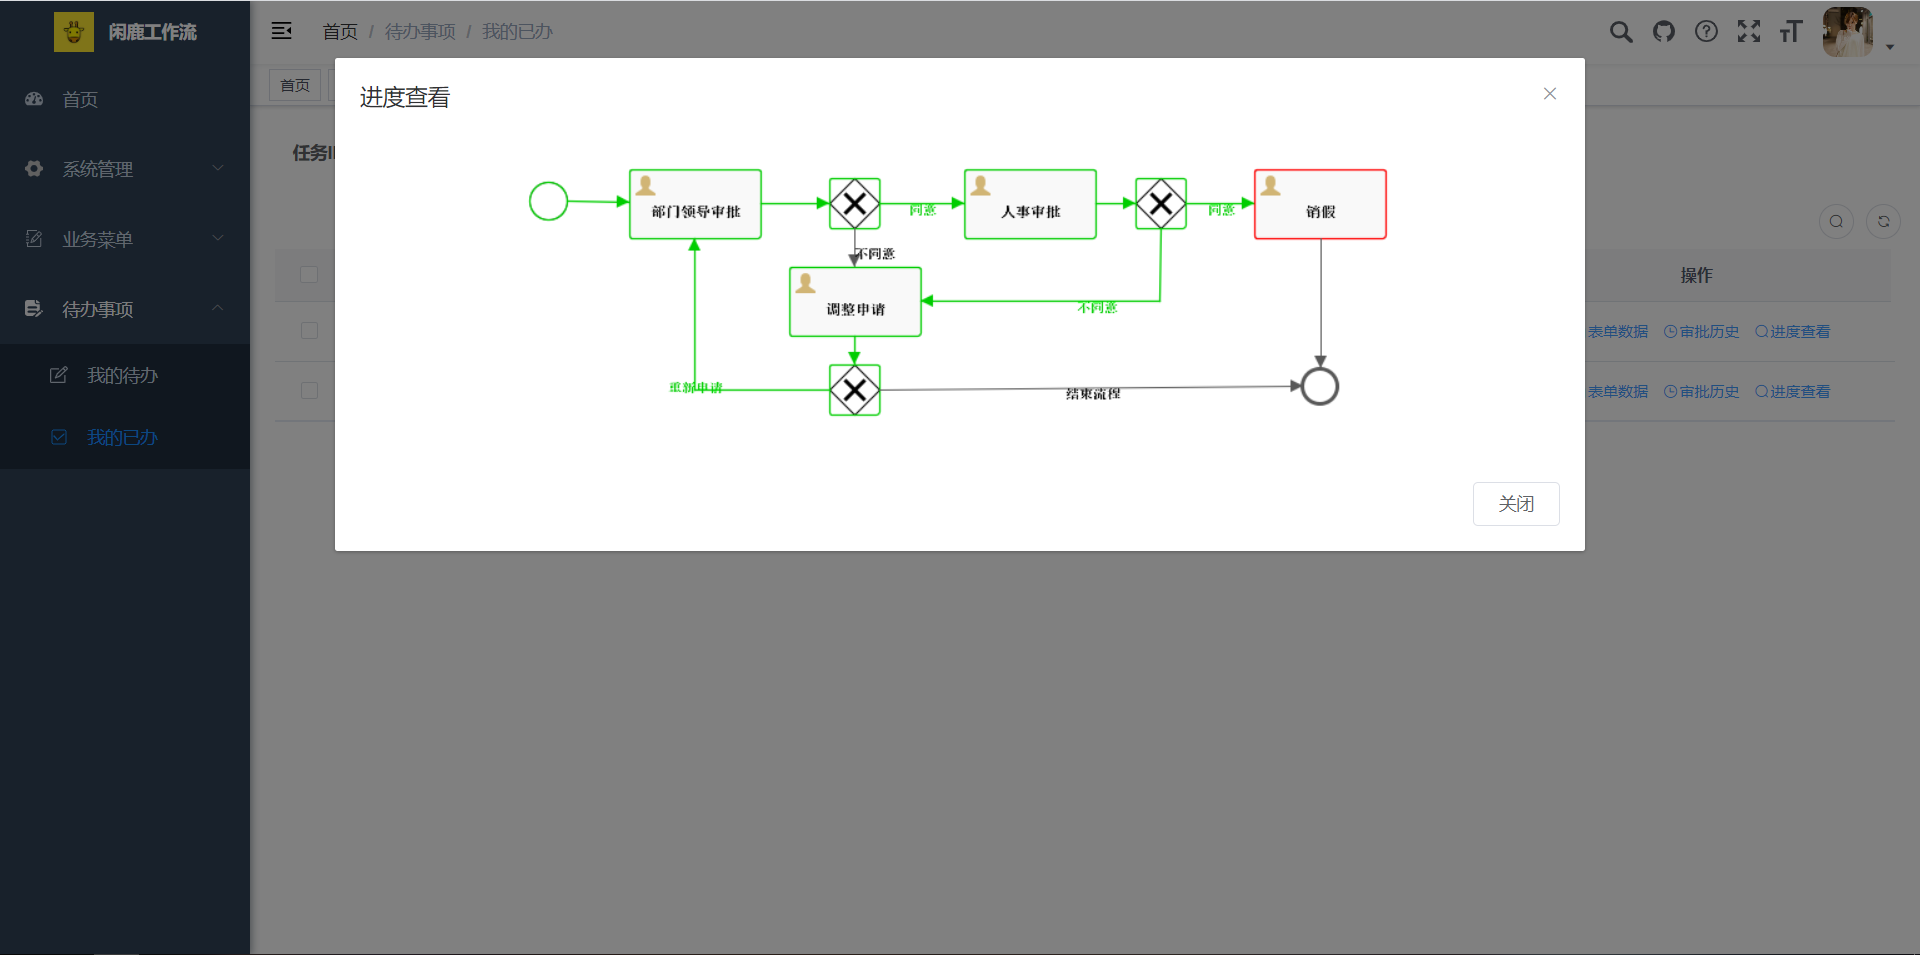 闲鹿工作流
首页
系统管理
业务菜单
待办事项
我的待办
我的已办
首页 / 待办事项 / 我的已办
首页
任务I
操作
表单数据 审批历史 进度查看
表单数据 审批历史 进度查看
进度查看
部门领导审批
同意
人事审批
同意
销假
不同意
调整申请
不同意
重新申请
结束流程
关闭